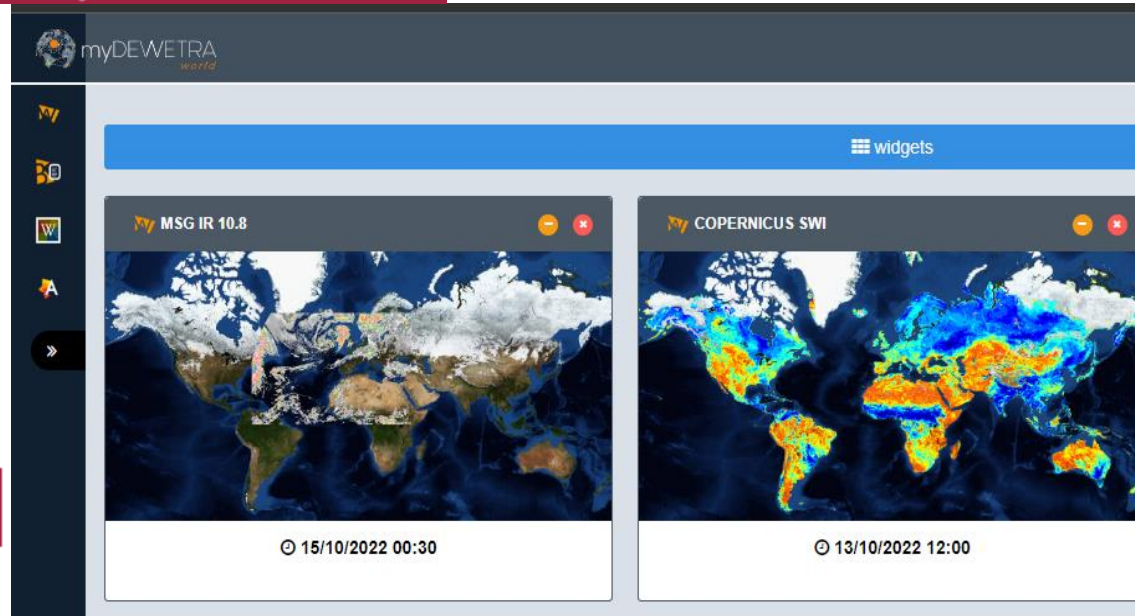 myDEWETRA
world
widgets
MSG IR 10.8
COPERNICUS SWI
15/10/2022 00:30
13/10/2022 12:00